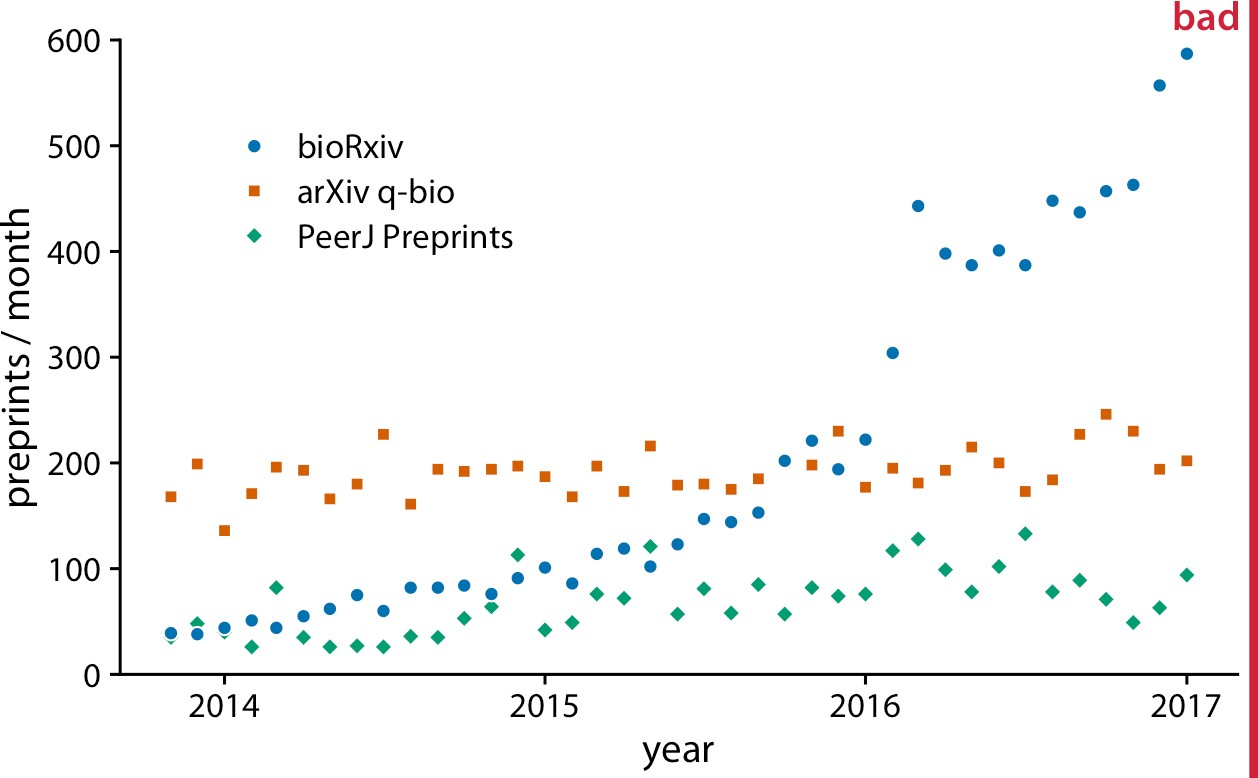 bad
600
500
400
300
200
100
0
preprints / month
bioRxiv
arXiv q-bio
PeerJ Preprints
2014
2015
2016
2017
year